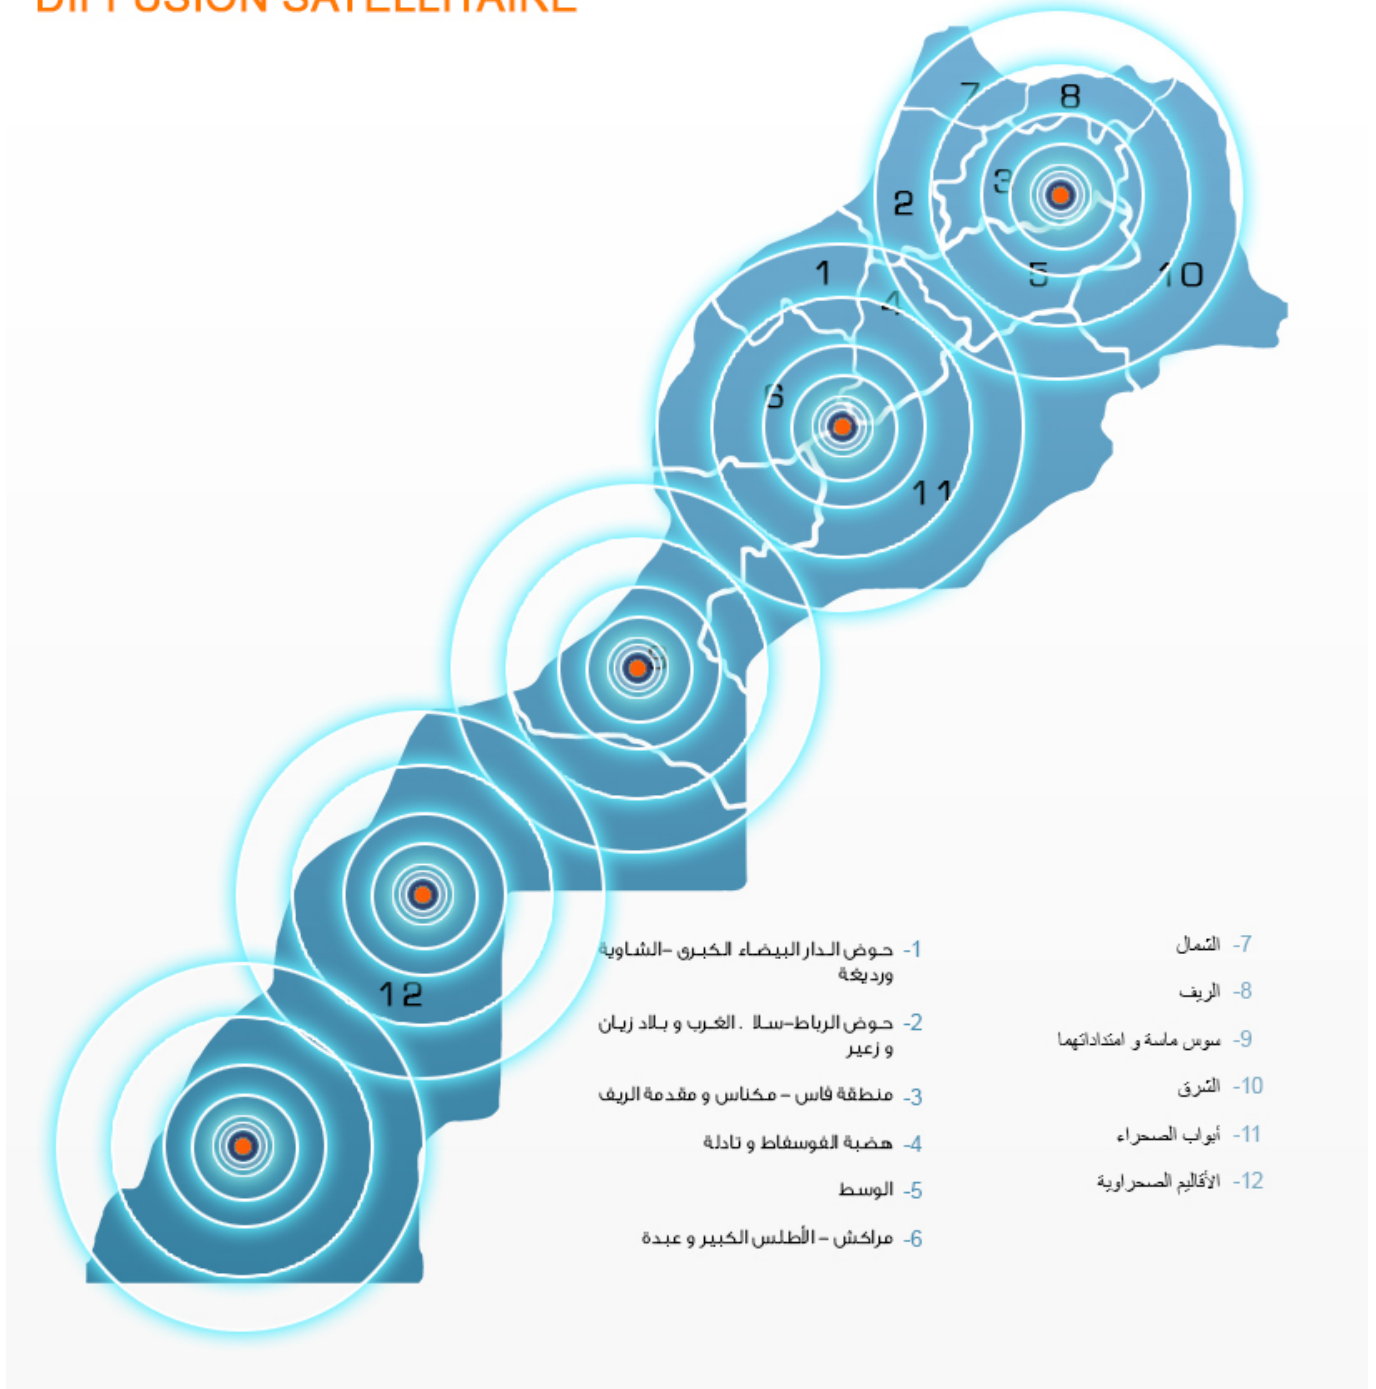 DIFFUSION SATELLITAIRE
7
8
3
2
5
10
1
4
6
11
9
12
1- حوض الدار البيضاء الكبرى –الشاوية
ورديغة
2- حوض الرباط–سلا . الغرب و بلاد زيان
و زعير
3- منطقة فاس – مكناس و مقدمة الريف
4- هضبة الفوسفاط و تادلة
5- الوسط
6- مراكش – الأطلس الكبير و عبدة
7- الشمال
8- الريف
9- سوس ماسة و امتداداتهما
10- الشرق
11- أبواب الصحراء
12- الأقاليم الصحراوية